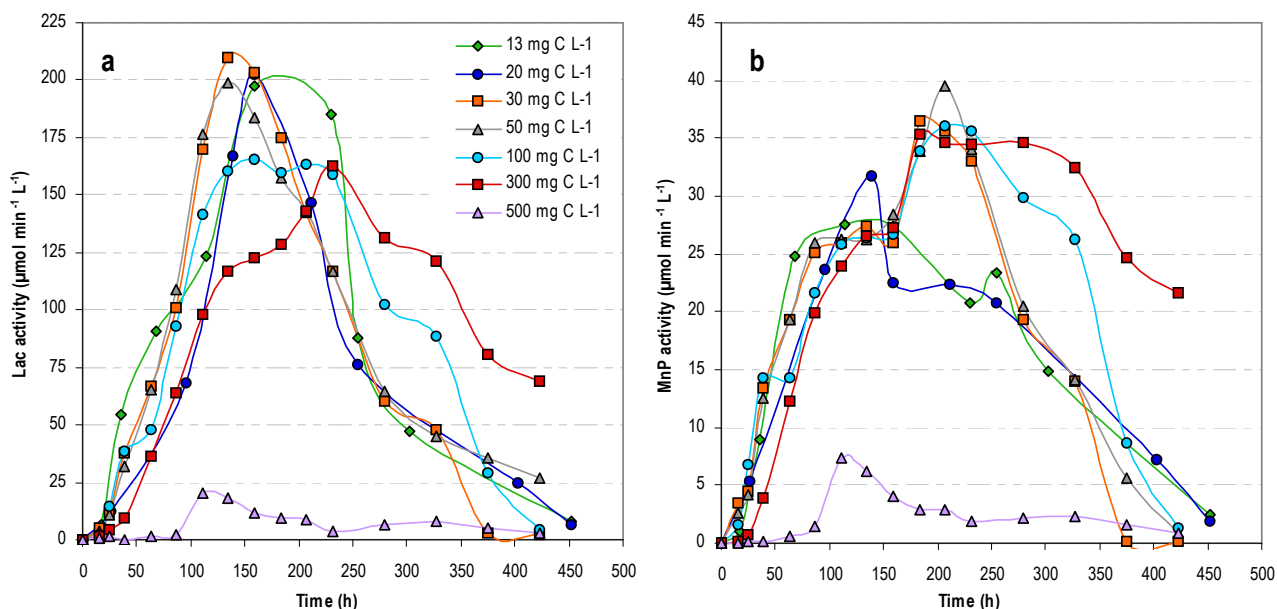 a
Lac activity (µmol min⁻¹ L⁻¹)
225
200
175
150
125
100
75
50
25
0
0 50 100 150 200 250 300 350 400 450 500
Time (h)
13 mg C L-1
20 mg C L-1
30 mg C L-1
50 mg C L-1
100 mg C L-1
300 mg C L-1
500 mg C L-1
b
MnP activity (µmol min⁻¹ L⁻¹)
45
40
35
30
25
20
15
10
5
0
0 50 100 150 200 250 300 350 400 450 500
Time (h)